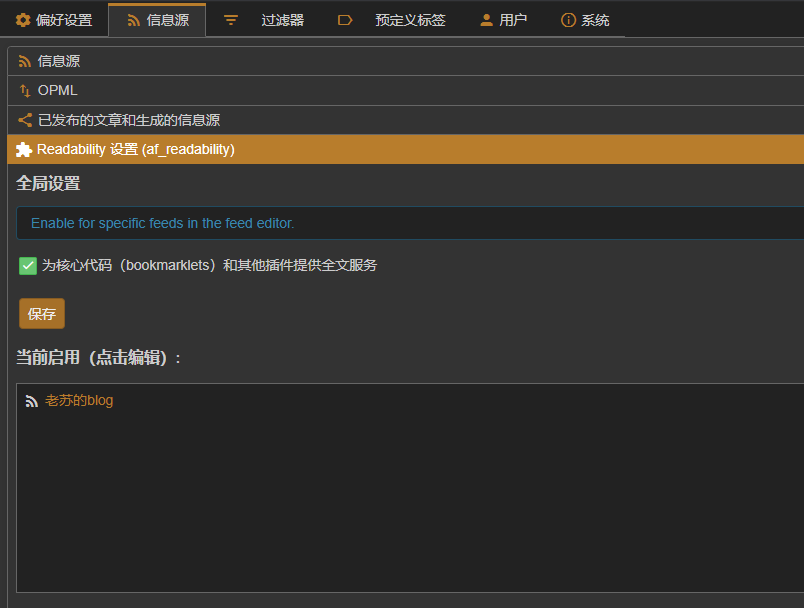 偏好设置 信息源 过滤器 预定义标签 用户 系统
信息源
OPML
已发布的文章和生成的信息源
Readability 设置 (af_readability)
全局设置
Enable for specific feeds in the feed editor.
为核心代码（bookmarklets）和其他插件提供全文服务
保存
当前启用（点击编辑）:
老苏的blog